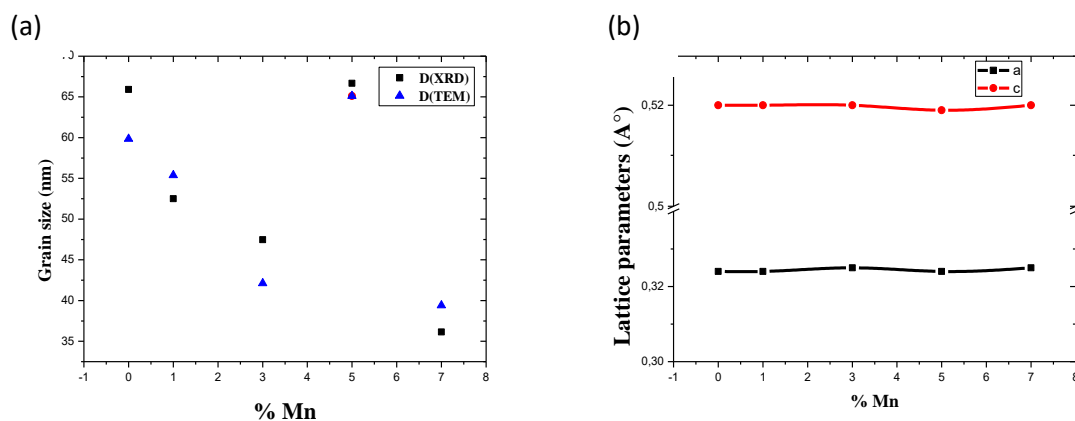 (a)
(b)
70
65
60
55
50
45
40
35
Grain size (nm)
D(XRD)
D(TEM)
-1 0 1 2 3 4 5 6 7 8
% Mn
a
c
0,52
0,5
0,32
0,30
Lattice parameters (A°)
-1 0 1 2 3 4 5 6 7 8
% Mn